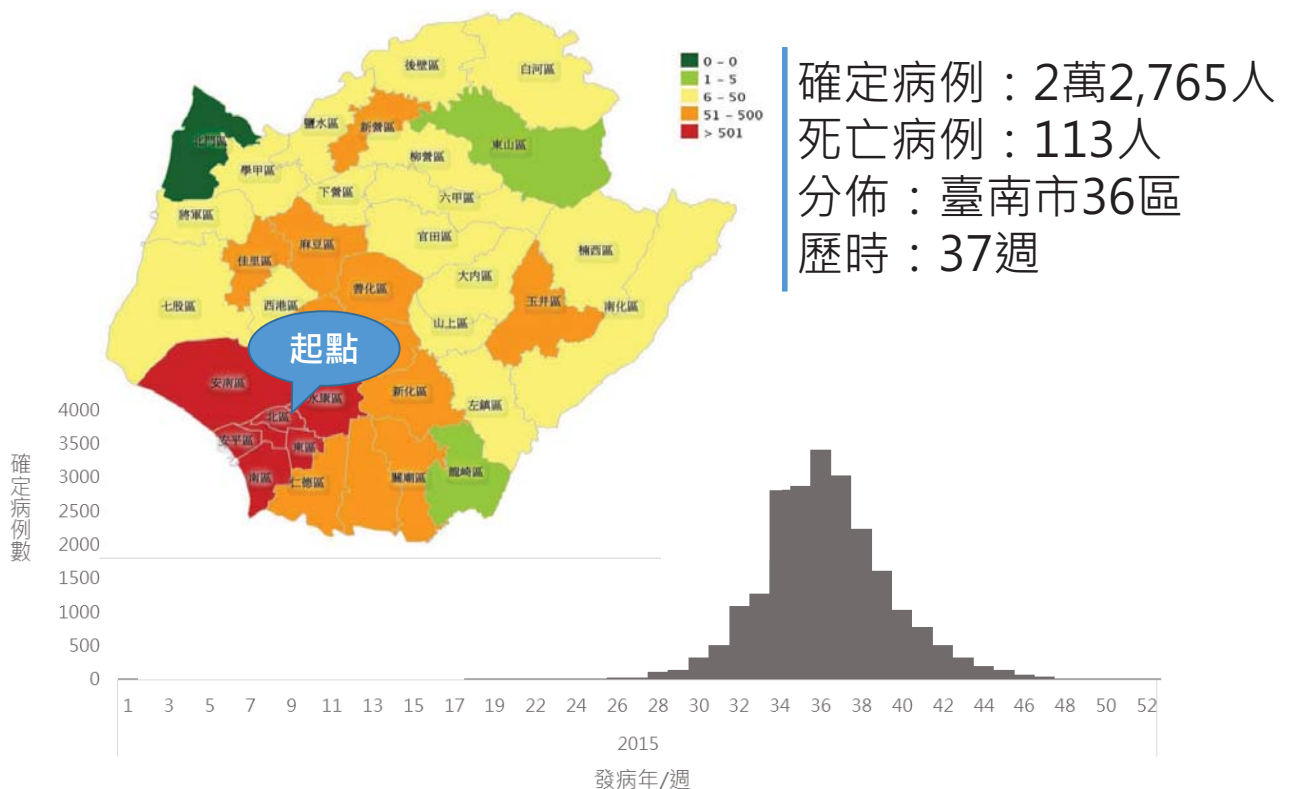 確定病例：2萬2,765人
死亡病例：113人
分佈：臺南市36區
歷時：37週
0 – 0
1 – 5
6 – 50
51 – 500
> 501
後壁區
白河區
鹽水區
新營區
北門區
東山區
柳營區
學甲區
下營區
六甲區
將軍區
麻豆區
官田區
楠西區
佳里區
大內區
善化區
七股區
西港區
玉井區
南化區
山上區
起點
安南區
永康區
新化區
左鎮區
北區
安平區
東區
南區
仁德區
關廟區
龍崎區
確定病例數
4000
3500
3000
2500
2000
1500
1000
500
0
1 3 5 7 9 11 13 15 17 19 22 24 26 28 30 32 34 36 38 40 42 44 46 48 50 52
2015
發病年/週